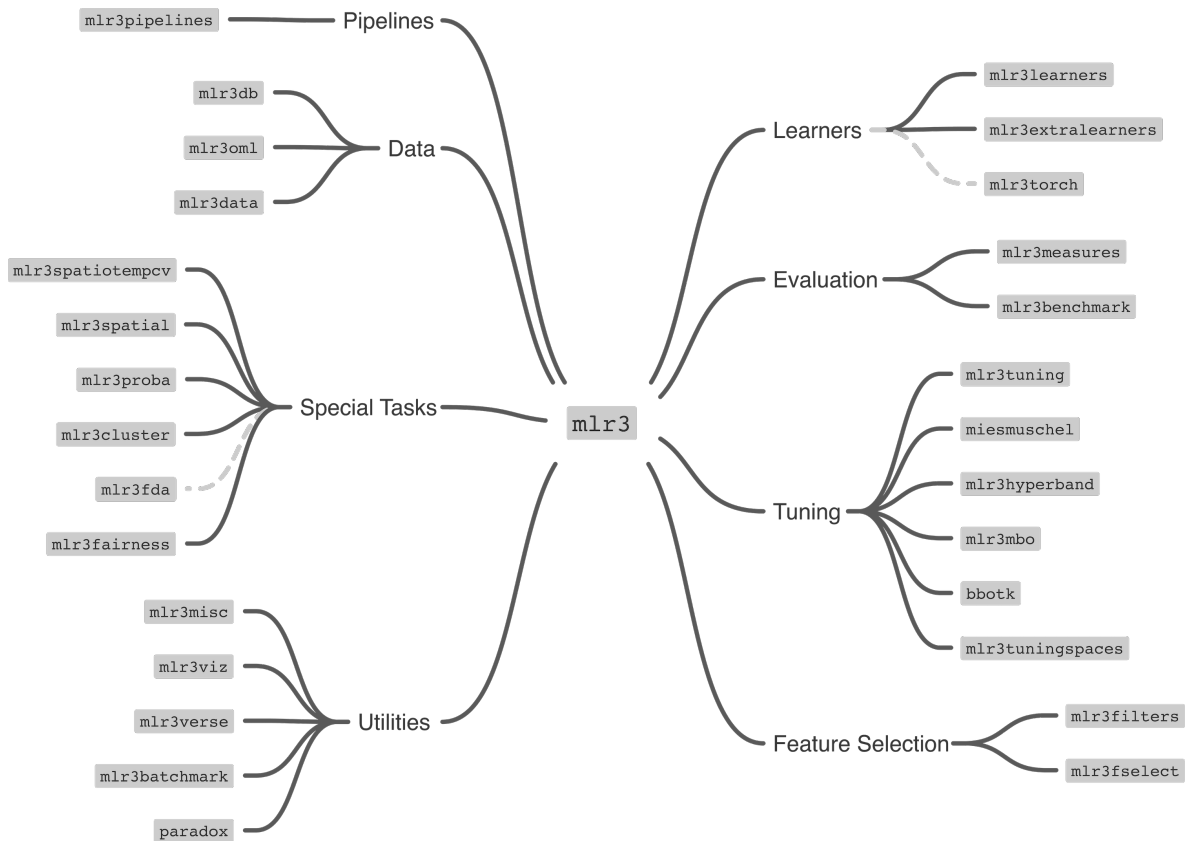 mlr3pipelines
Pipelines
mlr3db
mlr3oml
mlr3data
Data
mlr3spatiotempcv
mlr3spatial
mlr3proba
mlr3cluster
mlr3fda
mlr3fairness
Special Tasks
mlr3misc
mlr3viz
mlr3verse
mlr3batchmark
paradox
Utilities
mlr3
Learners
mlr3learners
mlr3extralearners
mlr3torch
Evaluation
mlr3measures
mlr3benchmark
Tuning
mlr3tuning
miesmuschel
mlr3hyperband
mlr3mbo
bbotk
mlr3tuningspaces
Feature Selection
mlr3filters
mlr3fselect